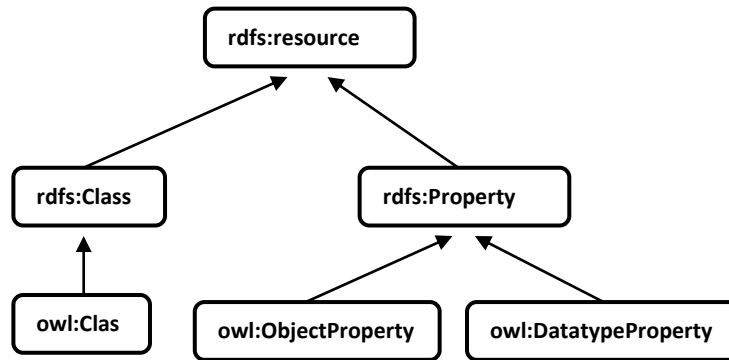 rdfs:resource
rdfs:Class
rdfs:Property
owl:Clas
owl:ObjectProperty
owl:DatatypeProperty